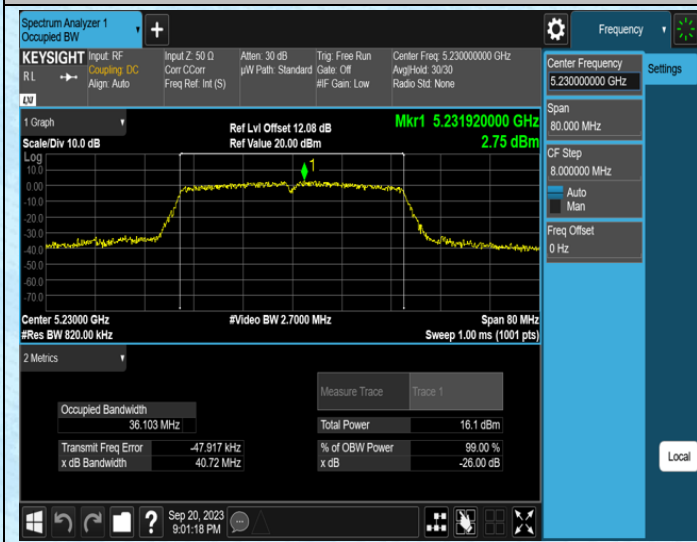 Spectrum Analyzer 1
Occupied BW
Frequency
KEYSIGHT
RL
LXI
Input: RF
Coupling: DC
Align: Auto
Input Z: 50 Ω
Corr CCorr
Freq Ref: Int (S)
Atten: 30 dB
µW Path: Standard
Trig: Free Run
Gate: Off
#IF Gain: Low
Center Freq: 5.230000000 GHz
Avg|Hold: 30/30
Radio Std: None
1 Graph
Scale/Div 10.0 dB
Ref Lvl Offset 12.08 dB
Ref Value 20.00 dBm
Mkr1 5.231920000 GHz
2.75 dBm
Log
10.0
0.00
-10.0
-20.0
-30.0
-40.0
-50.0
-60.0
-70.0
1
Center 5.23000 GHz
#Res BW 820.00 kHz
#Video BW 2.7000 MHz
Span 80 MHz
Sweep 1.00 ms (1001 pts)
2 Metrics
Measure Trace Trace 1
Occupied Bandwidth
36.103 MHz
Total Power 16.1 dBm
Transmit Freq Error -47.917 kHz
% of OBW Power 99.00 %
x dB Bandwidth 40.72 MHz
x dB -26.00 dB
Center Frequency
5.230000000 GHz
Span
80.000 MHz
CF Step
8.000000 MHz
Auto
Man
Freq Offset
0 Hz
Settings
Local
Sep 20, 2023
9:01:18 PM